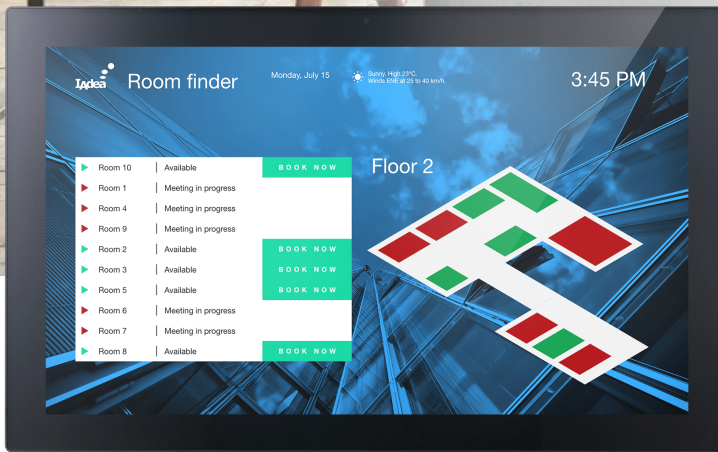 IAdea
Room finder
Monday, July 15
Sunny. High 23°C.
Winds ENE at 25 to 40 km/h.
3:45 PM
Room 10 Available BOOK NOW
Room 1 Meeting in progress
Room 4 Meeting in progress
Room 9 Meeting in progress
Room 2 Available BOOK NOW
Room 3 Available BOOK NOW
Room 5 Available BOOK NOW
Room 6 Meeting in progress
Room 7 Meeting in progress
Room 8 Available BOOK NOW
Floor 2